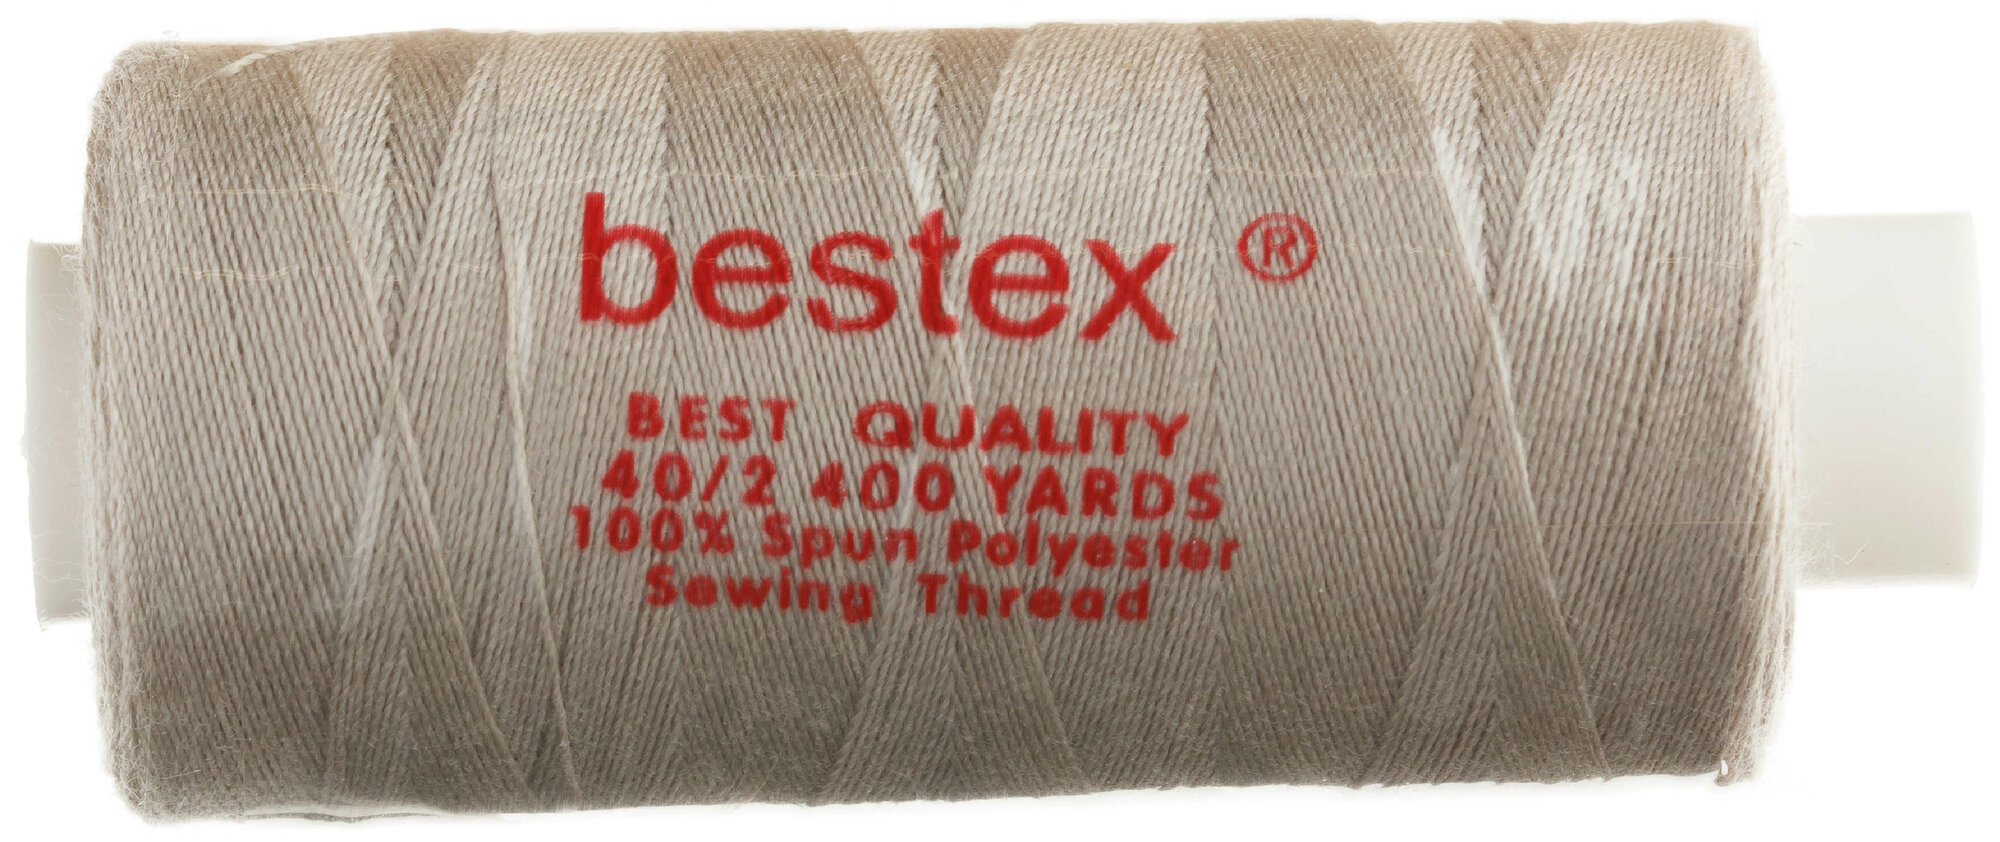 bestex ®
BEST QUALITY
40/2 400 YARDS
100% Spun Polyester
Sewing Thread